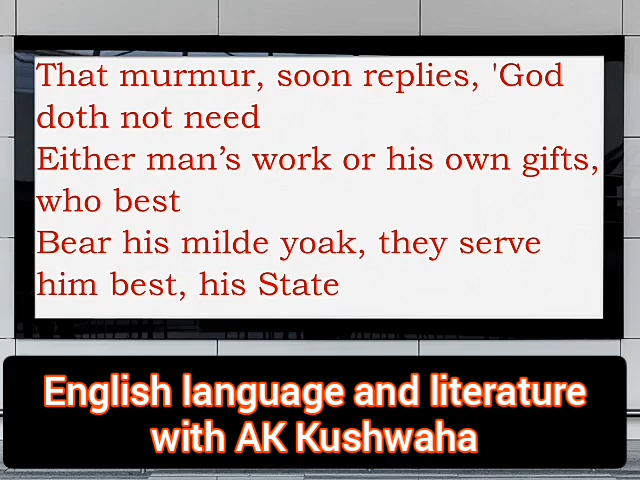 That murmur, soon replies, 'God
doth not need
Either man’s work or his own gifts,
who best
Bear his milde yoak, they serve
him best, his State
English language and literature
with AK Kushwaha